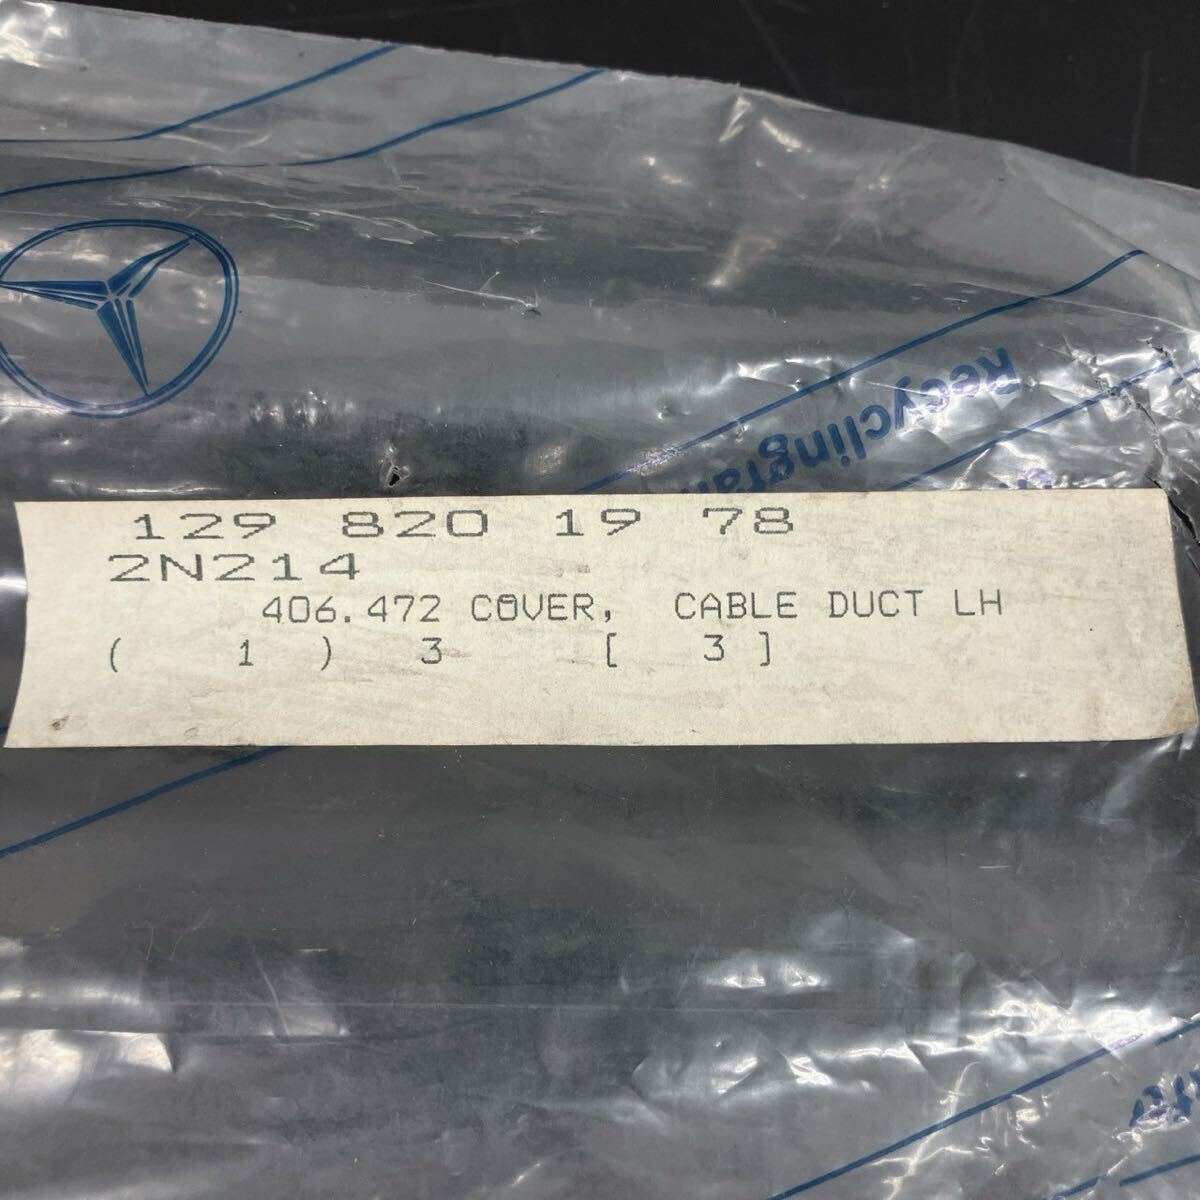 129 820 19 78
2N214
406.472 COVER, CABLE DUCT LH
( 1 ) 3 [ 3 ]